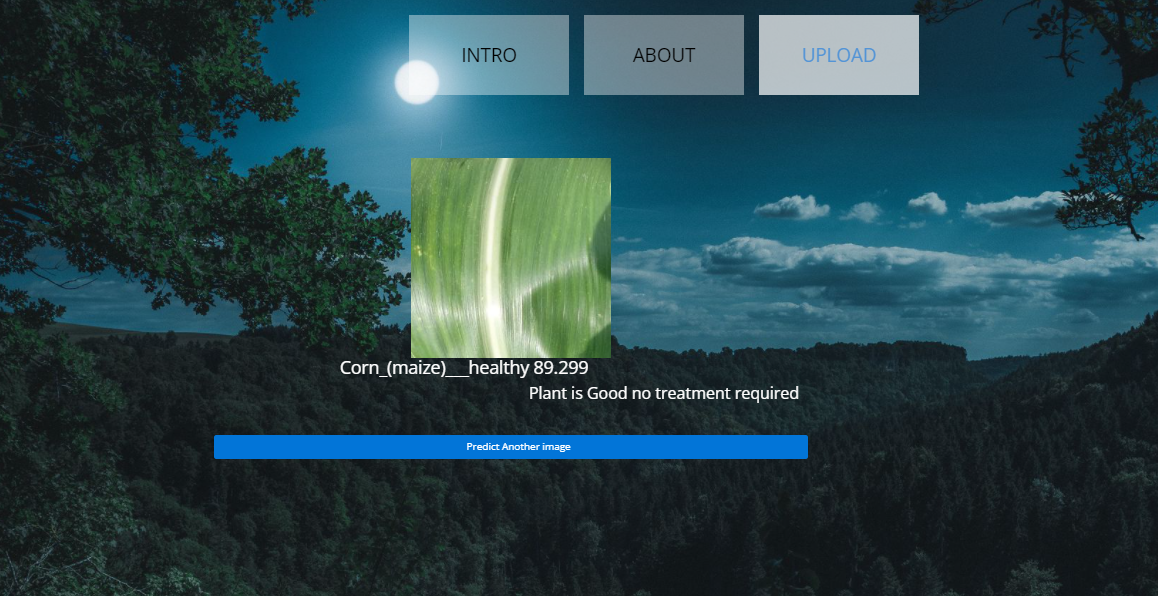 INTRO ABOUT UPLOAD
Corn_(maize)___healthy 89.299
Plant is Good no treatment required
Predict Another image